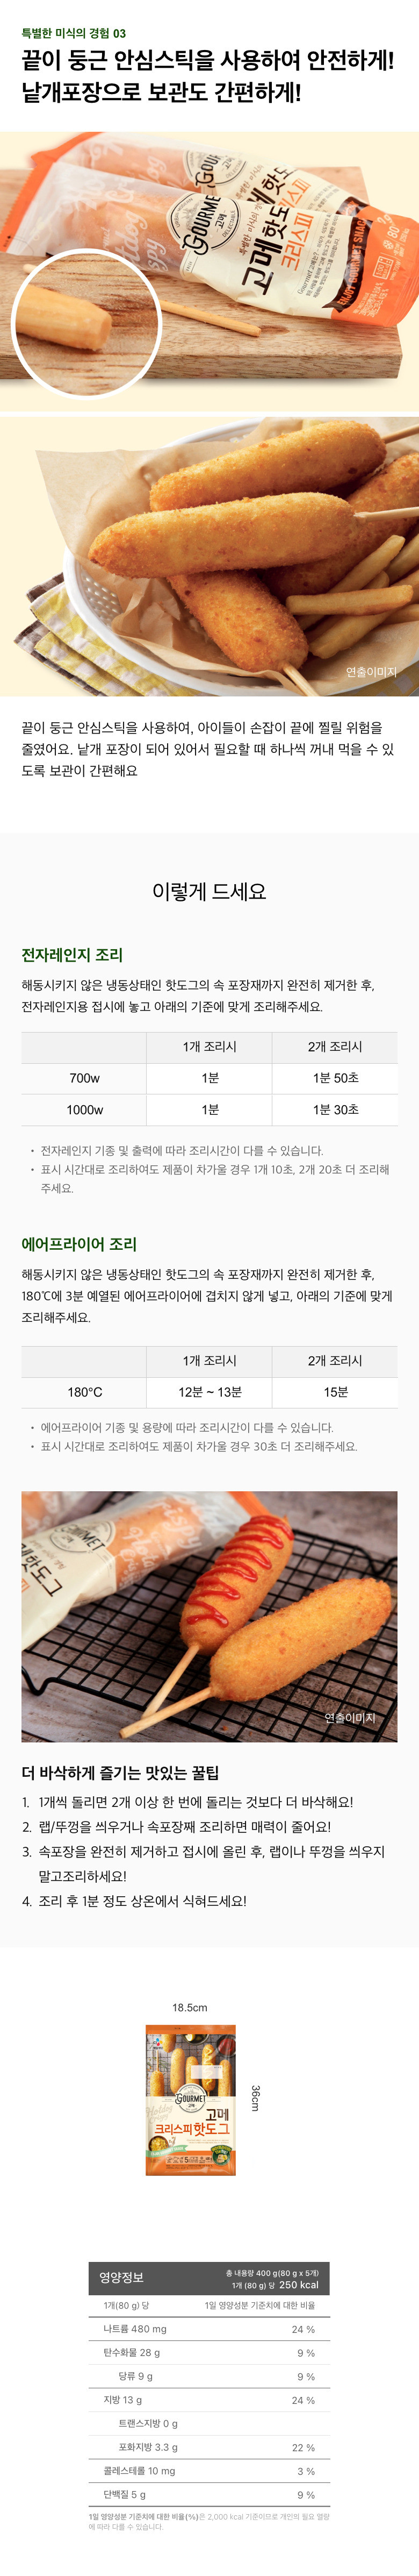 특별한 미식의 경험 03
끝이 둥근 안심스틱을 사용하여 안전하게!
낱개포장으로 보관도 간편하게!
GOURMET
고메
고메핫도그
크리스피
ENJOY GOURMET SNACK
연출이미지
끝이 둥근 안심스틱을 사용하여, 아이들이 손잡이 끝에 찔릴 위험을
줄였어요. 낱개 포장이 되어 있어서 필요할 때 하나씩 꺼내 먹을 수 있
도록 보관이 간편해요
이렇게 드세요
전자레인지 조리
해동시키지 않은 냉동상태인 핫도그의 속 포장재까지 완전히 제거한 후,
전자레인지용 접시에 놓고 아래의 기준에 맞게 조리해주세요.
1개 조리시 2개 조리시
700w 1분 1분 50초
1000w 1분 1분 30초
• 전자레인지 기종 및 출력에 따라 조리시간이 다를 수 있습니다.
• 표시 시간대로 조리하여도 제품이 차가울 경우 1개 10초, 2개 20초 더 조리해
주세요.
에어프라이어 조리
해동시키지 않은 냉동상태인 핫도그의 속 포장재까지 완전히 제거한 후,
180℃에 3분 예열된 에어프라이어에 겹치지 않게 넣고, 아래의 기준에 맞게
조리해주세요.
1개 조리시 2개 조리시
180°C 12분 ~ 13분 15분
• 에어프라이어 기종 및 용량에 따라 조리시간이 다를 수 있습니다.
• 표시 시간대로 조리하여도 제품이 차가울 경우 30초 더 조리해주세요.
연출이미지
더 바삭하게 즐기는 맛있는 꿀팁
1. 1개씩 돌리면 2개 이상 한 번에 돌리는 것보다 더 바삭해요!
2. 랩/뚜껑을 씌우거나 속포장째 조리하면 매력이 줄어요!
3. 속포장을 완전히 제거하고 접시에 올린 후, 랩이나 뚜껑을 씌우지
말고조리하세요!
4. 조리 후 1분 정도 상온에서 식혀드세요!
18.5cm
36cm
GOURMET
고메
크리스피핫도그
영양정보
총 내용량 400 g(80 g x 5개)
1개 (80 g) 당 250 kcal
1개(80 g) 당 1일 영양성분 기준치에 대한 비율
나트륨 480 mg 24 %
탄수화물 28 g 9 %
당류 9 g 9 %
지방 13 g 24 %
트랜스지방 0 g
포화지방 3.3 g 22 %
콜레스테롤 10 mg 3 %
단백질 5 g 9 %
1일 영양성분 기준치에 대한 비율(%)은 2,000 kcal 기준이므로 개인의 필요 열량
에 따라 다를 수 있습니다.